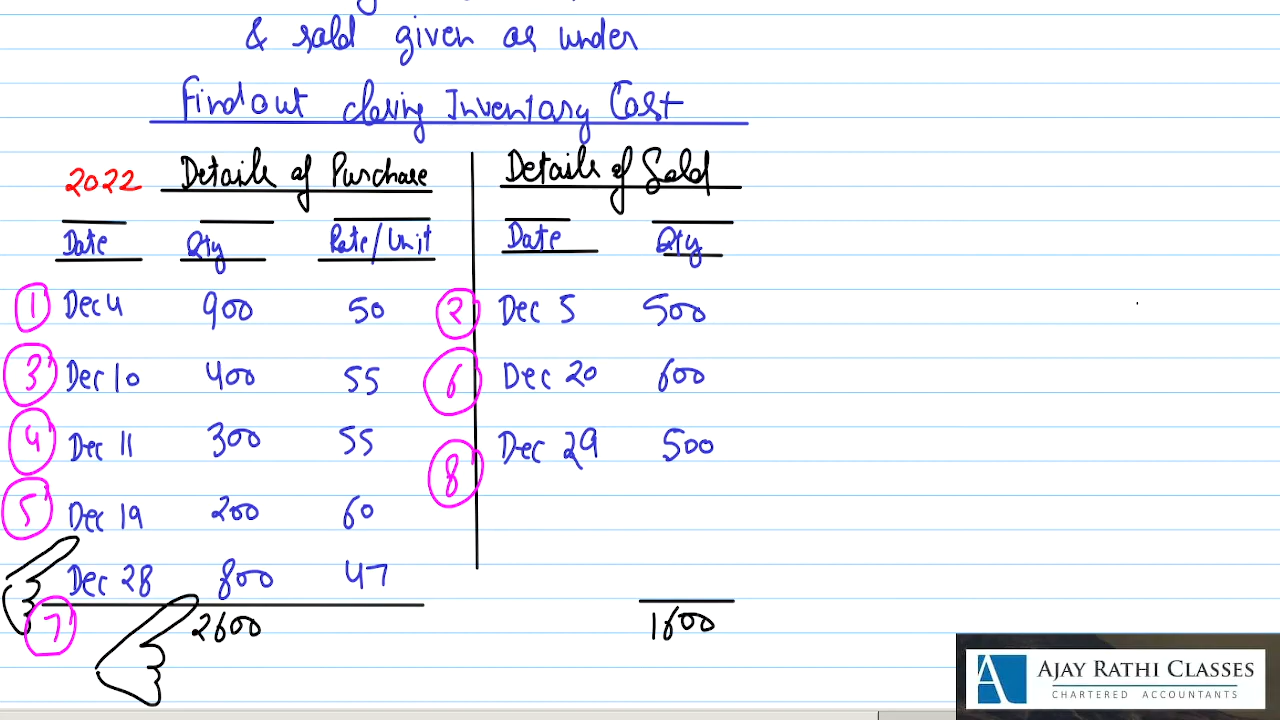 & sold given as under
Find out closing Inventory Cost
2022 Details of Purchase Details of Sold
Date Qty Rate/Unit Date Qty
1 Dec 4 900 50 2 Dec 5 500
3 Dec 10 400 55 6 Dec 20 600
4 Dec 11 300 55 8 Dec 29 500
5 Dec 19 200 60
7 Dec 28 800 47
2600 1600
A AJAY RATHI CLASSES
CHARTERED ACCOUNTANTS